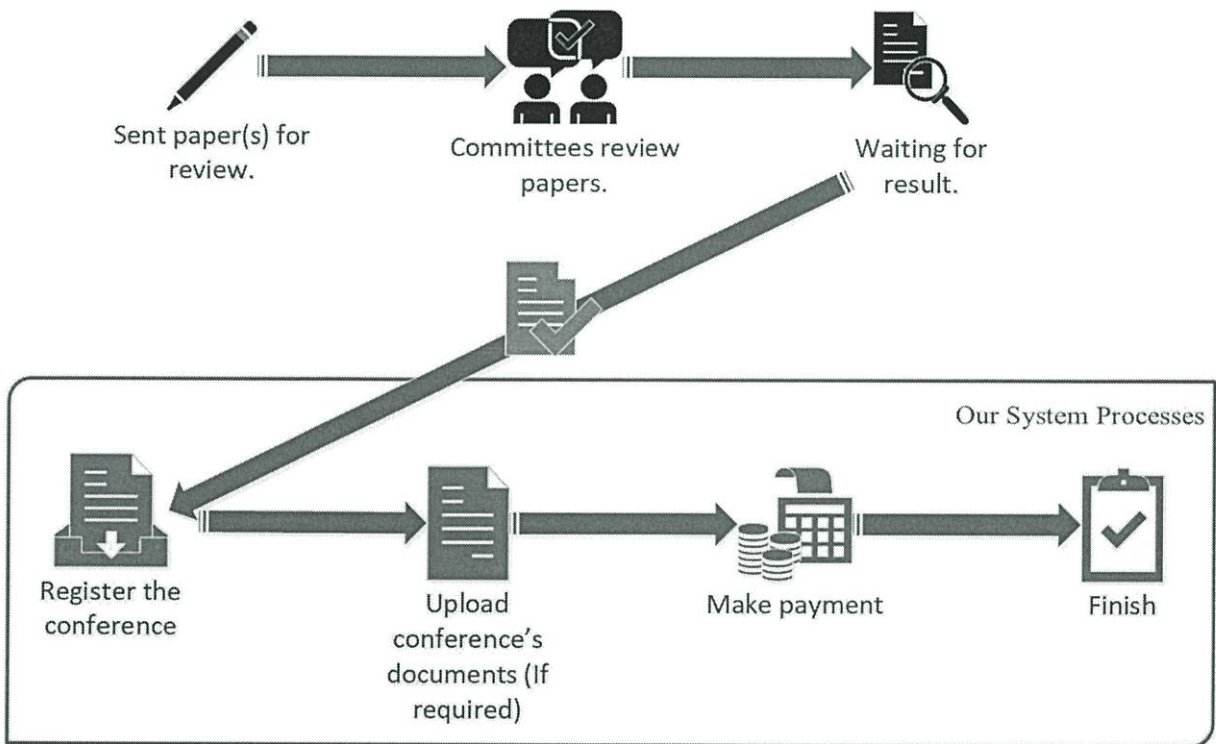 Sent paper(s) for
review.
Committees review
papers.
Waiting for
result.
Our System Processes
Register the
conference
Upload
conference's
documents (If
required)
Make payment
Finish